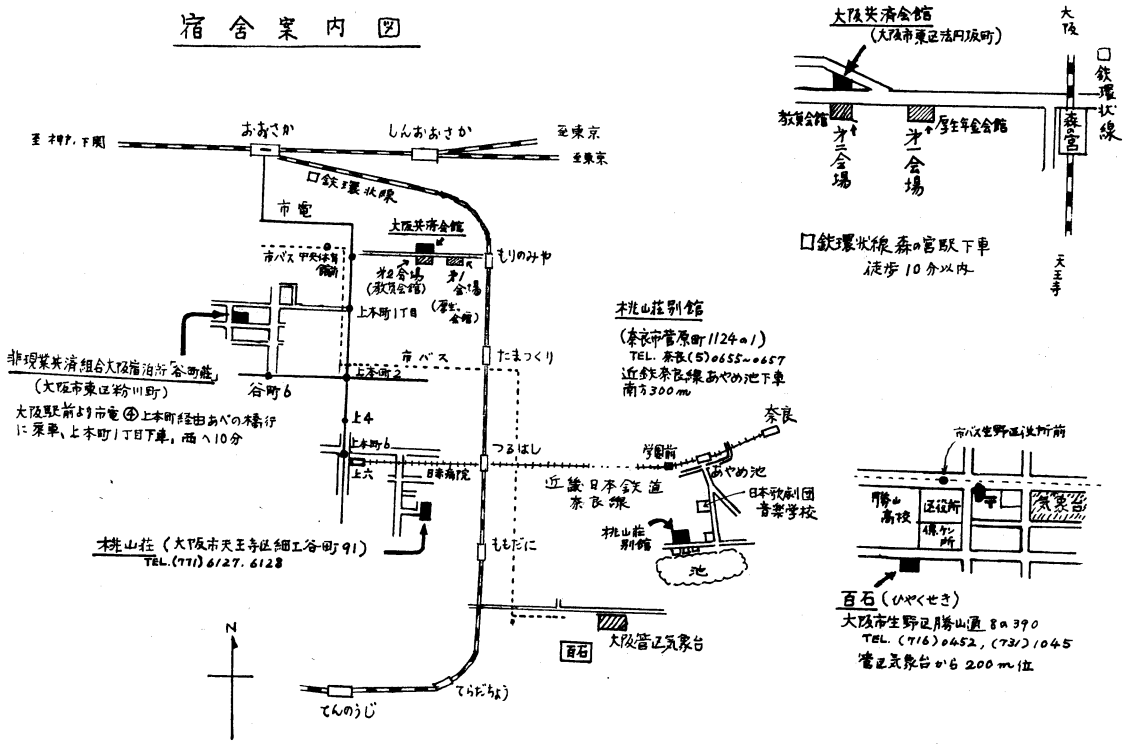 宿舎案内図
至神戸,下関
おおさか
しんおおさか
至東京
至東京
囗鉄環状線
市電
大阪共済会館
市バス
中央体育館前
第2会場
(教員会館)
第1会場
(厚生.会館)
もりのみや
上本町1丁目
市バス
たまつくり
上本町2
谷町6
非現業共済組合大阪宿泊所「谷町荘」
(大阪市東区粉川町)
大阪駅前より市電④上本町経由あべの橋行
に乗車、上本町1丁目下車、西へ10分
上4
上本町6
上六
日赤病院
つるはし
近畿日本鉄道
奈良線
学園前
あやめ池
奈良
日本歌劇団
音楽学校
桃山荘
別館
池
桃山荘(大阪市天王寺区細工谷町91)
TEL.(771)6127.6128
ももだに
百石
大阪管区気象台
てらだちょう
てんのうじ
N
大阪共済会館
(大阪市東区法円坂町)
大阪
囗鉄環状線
教員会館
第二会場
厚生年金会館
第一会場
森の宮
天王寺
囗鉄環状線森の宮駅下車
徒歩10分以内
桃山荘別館
(奈良市菅原町1124の1)
TEL. 奈良(5)0655~0657
近鉄奈良線あやめ池下車
南方300m
市バス生野区役所前
勝山
高校
区役所
保ケン所
〒
気象台
百石(ひゃくせき)
大阪市生野区勝山通8の390
TEL. (716)0452, (731)1045
管区気象台から200m位